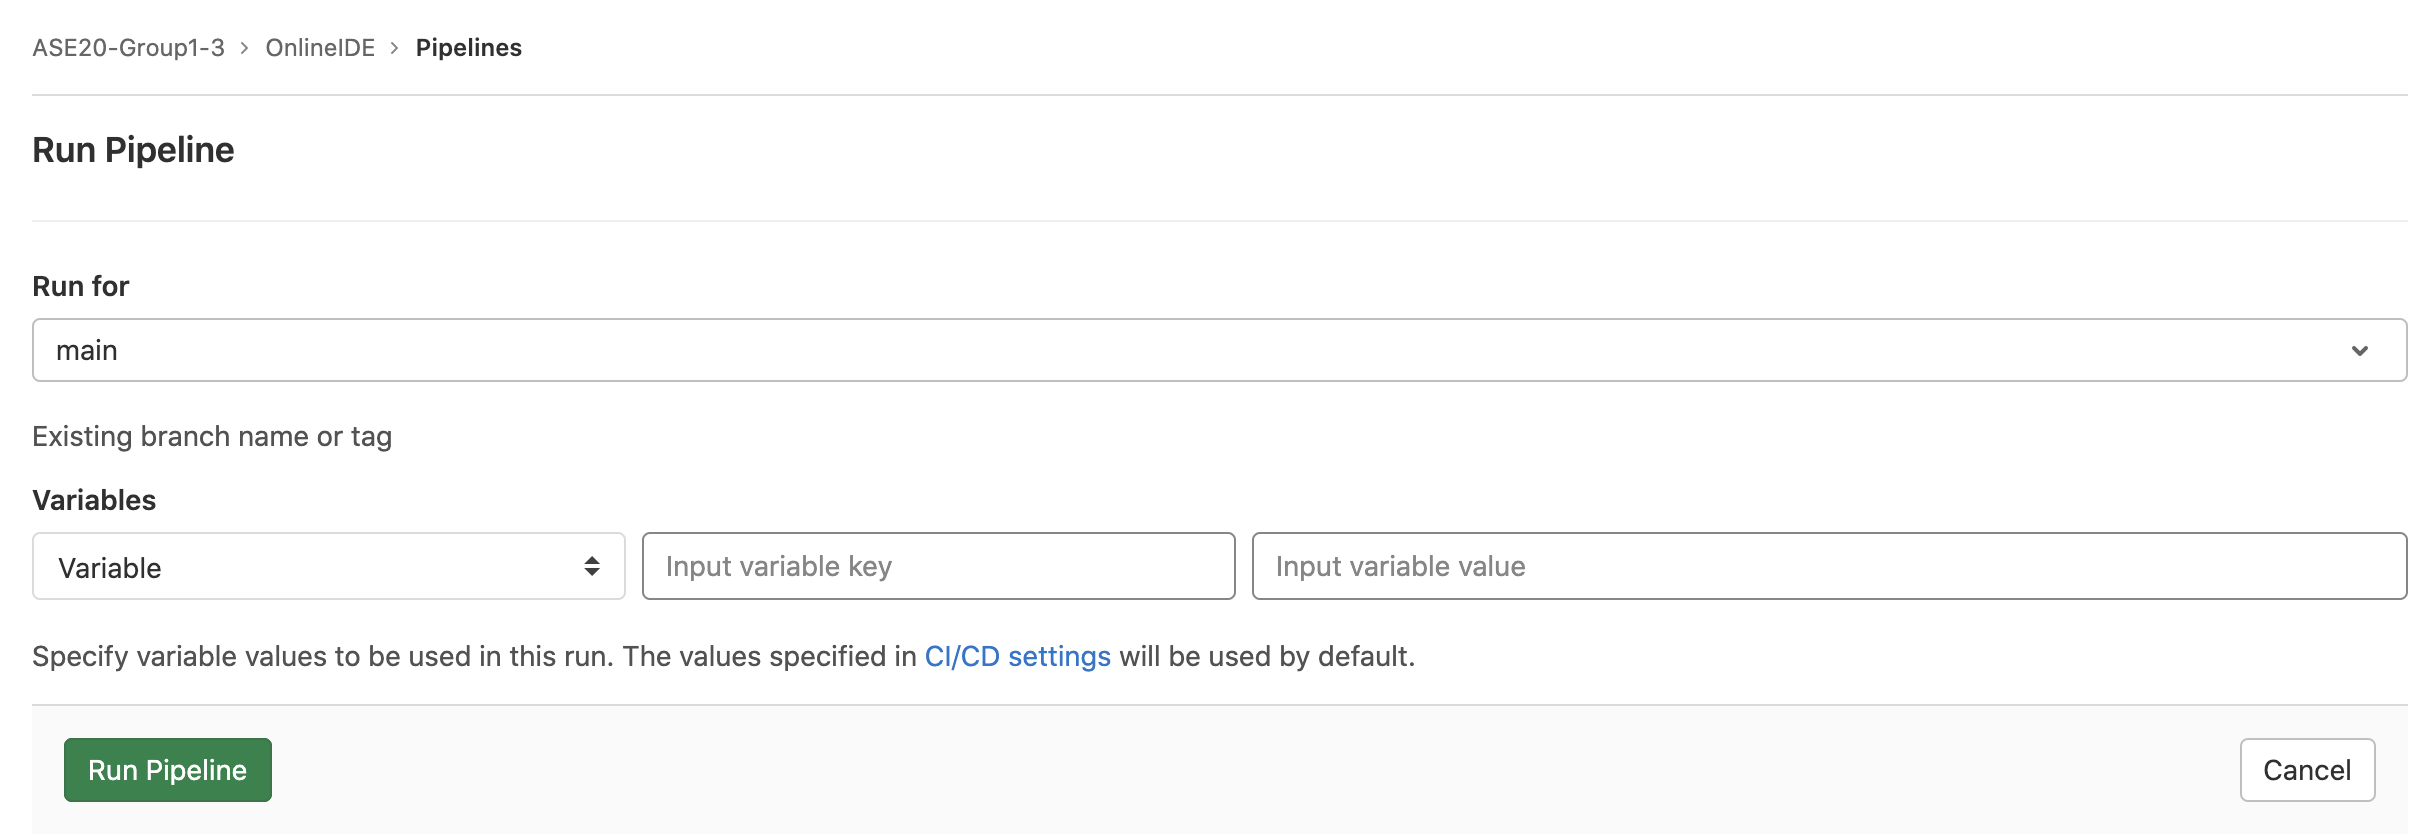 ASE20-Group1-3 > OnlineIDE > Pipelines
Run Pipeline
Run for
main
Existing branch name or tag
Variables
Variable Input variable key Input variable value
Specify variable values to be used in this run. The values specified in CI/CD settings will be used by default.
Run Pipeline Cancel